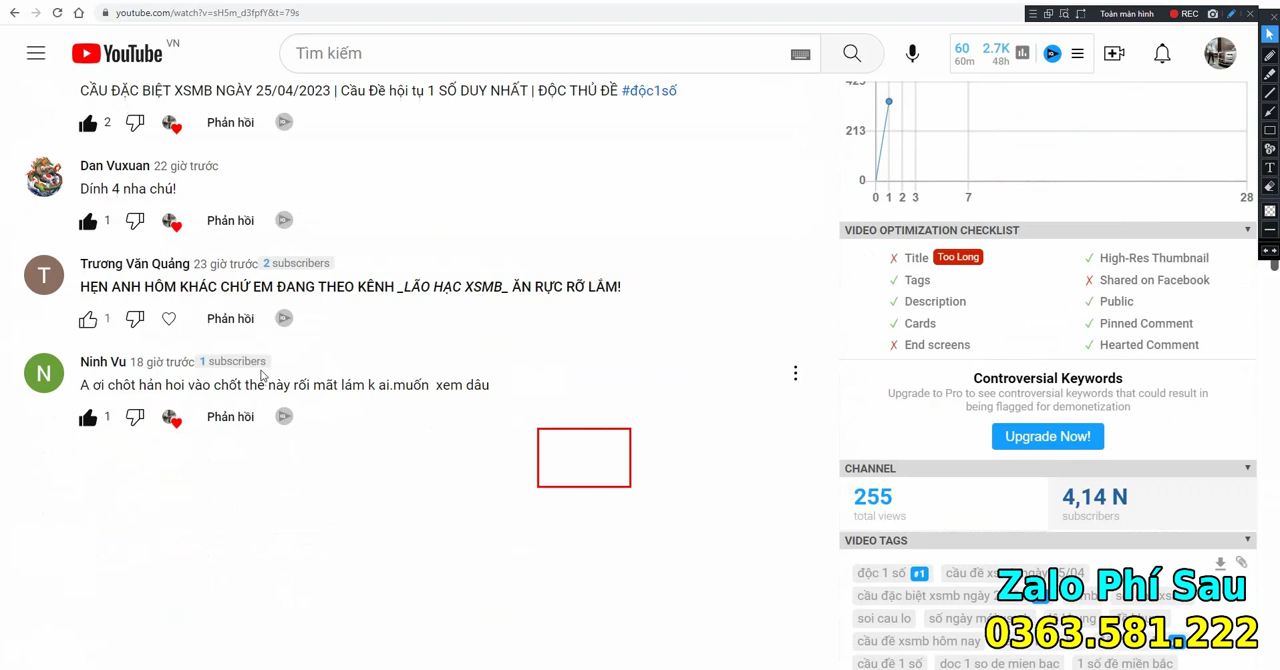 youtube.com/watch?v=sH5m_d3fpfY&t=79s
Toàn màn hình
REC
YouTube VN
Tìm kiếm
60 2.7K
60m 48h
CẦU ĐẶC BIỆT XSMB NGÀY 25/04/2023 | Cầu Đề hội tụ 1 SỐ DUY NHẤT | ĐỘC THỦ ĐỀ #độc1số
2 Phản hồi
Dan Vuxuan 22 giờ trước
Dính 4 nha chú!
1 Phản hồi
T
Trương Văn Quảng 23 giờ trước 2 subscribers
HẸN ANH HÔM KHÁC CHỨ EM ĐANG THEO KÊNH _LÃO HẠC XSMB_ ĂN RỰC RỠ LẮM!
1 Phản hồi
N
Ninh Vu 18 giờ trước 1 subscribers
A ơi chôt hản hoi vào chốt thế này rối mãt lám k ai.muốn xem dâu
1 Phản hồi
425
213
0
0 1 2 3 7 28
VIDEO OPTIMIZATION CHECKLIST
Title Too Long
High-Res Thumbnail
Tags
Shared on Facebook
Description
Public
Cards
Pinned Comment
End screens
Hearted Comment
Controversial Keywords
Upgrade to Pro to see controversial keywords that could result in
being flagged for demonetization
Upgrade Now!
CHANNEL
255
total views
4,14 N
subscribers
VIDEO TAGS
độc 1 số #1
cầu đặc biệt xsmb ngày
soi cau lo
cầu đề xsmb hôm nay
cầu đề 1 số doc 1 so de mien bac 1 số đề miền bắc
Zalo Phí Sau
0363.581.222